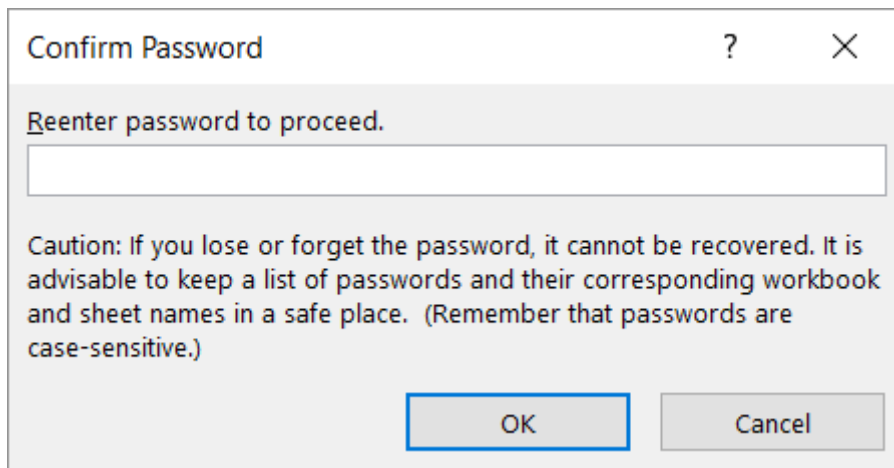 Confirm Password ?
Reenter password to proceed.
Caution: If you lose or forget the password, it cannot be recovered. It is
advisable to keep a list of passwords and their corresponding workbook
and sheet names in a safe place.  (Remember that passwords are
case-sensitive.)
OK Cancel